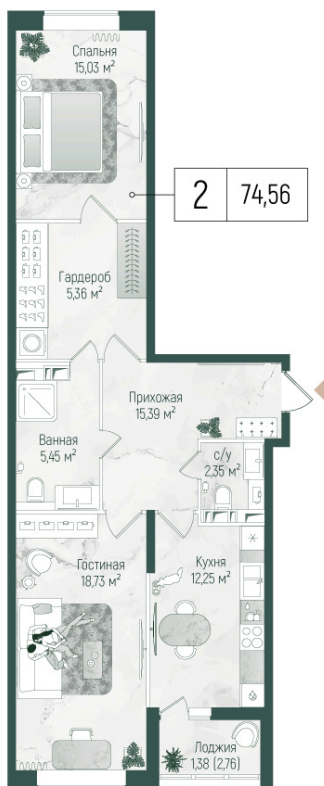 Спальня
15,03 м²
2
74,56
Гардероб
5,36 м²
Прихожая
15,39 м²
Ванная
5,45 м²
с/у
2,35 м²
Гостиная
18,73 м²
Кухня
12,25 м²
Лоджия
1,38 (2,76)